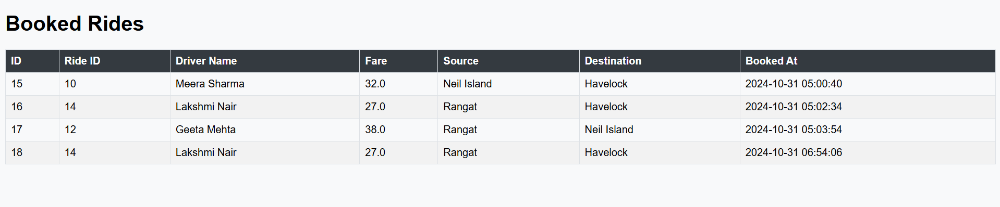 Booked Rides
ID Ride ID Driver Name Fare Source Destination Booked At
15 10 Meera Sharma 32.0 Neil Island Havelock 2024-10-31 05:00:40
16 14 Lakshmi Nair 27.0 Rangat Havelock 2024-10-31 05:02:34
17 12 Geeta Mehta 38.0 Rangat Neil Island 2024-10-31 05:03:54
18 14 Lakshmi Nair 27.0 Rangat Havelock 2024-10-31 06:54:06